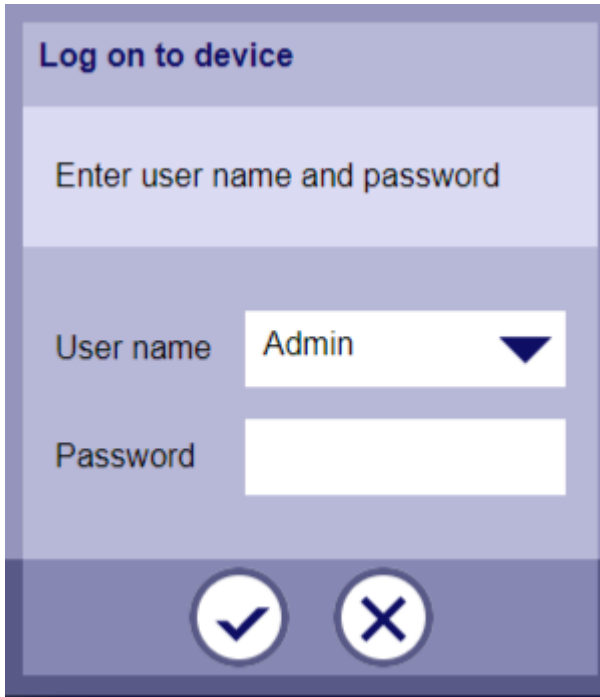 Log on to device
Enter user name and password
User name Admin
Password